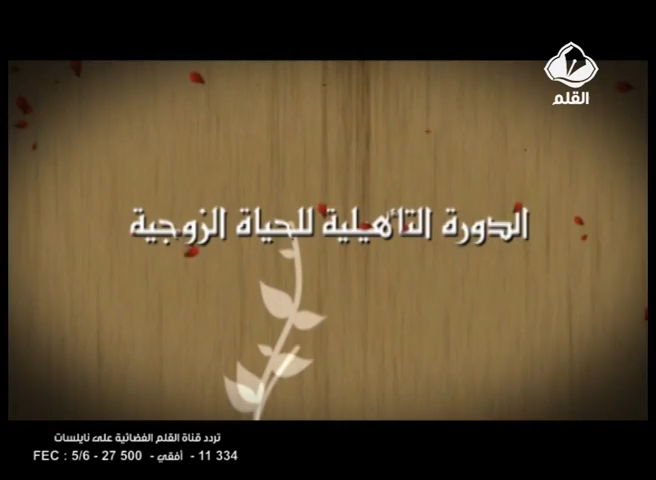 القلم
الدورة التأهيلية للحياة الزوجية
تردد قناة القلم الفضائية على نايلسات
11 334 - أفقي - 27 500 - FEC : 5/6